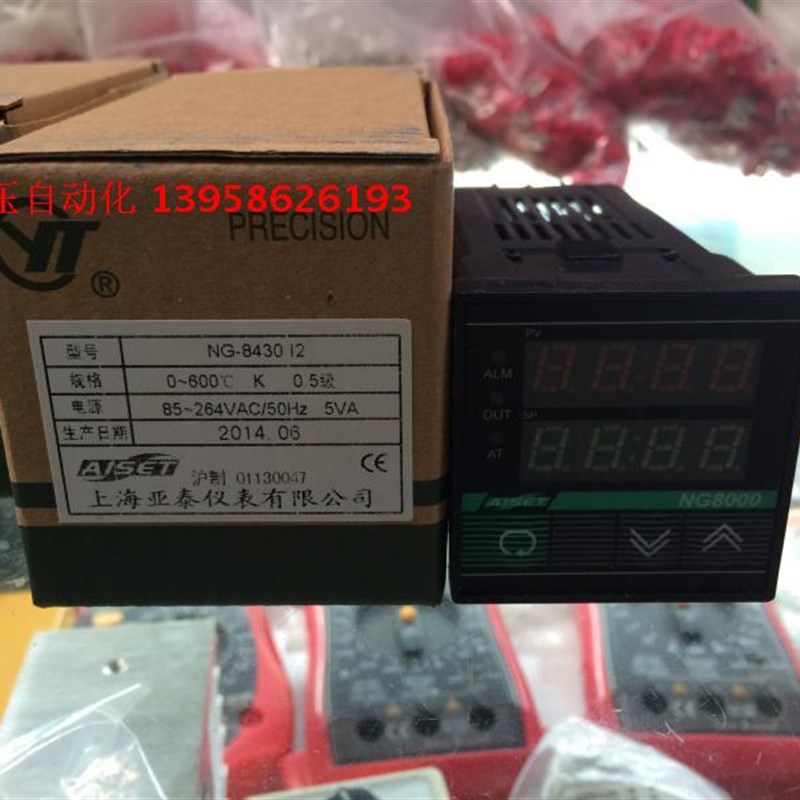 压自动化 13958626193
YT ®
PRECISION
型号 NG-8430 I2
规格 0~600℃ K 0.5级
电源 85~264VAC/50Hz 5VA
生产日期 2014.06
AISET 沪制 01130047 CE
上海亚泰仪表有限公司
PV
ALM
OUT SP
AT
AISET NG8000